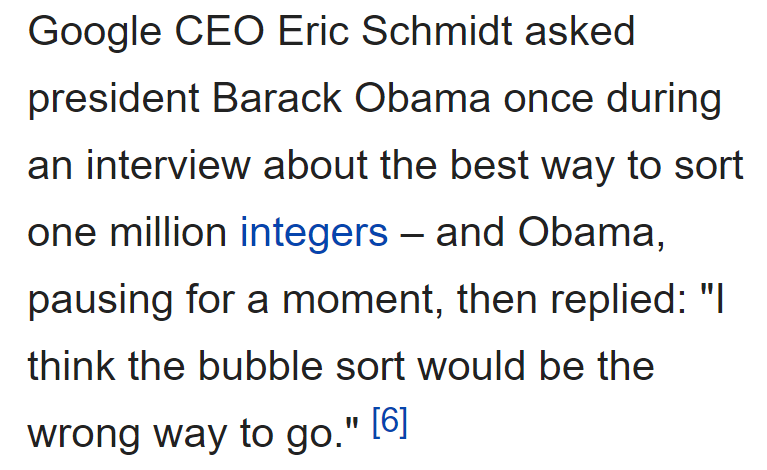 Google CEO Eric Schmidt asked
president Barack Obama once during
an interview about the best way to sort
one million integers – and Obama,
pausing for a moment, then replied: "I
think the bubble sort would be the
wrong way to go." [6]